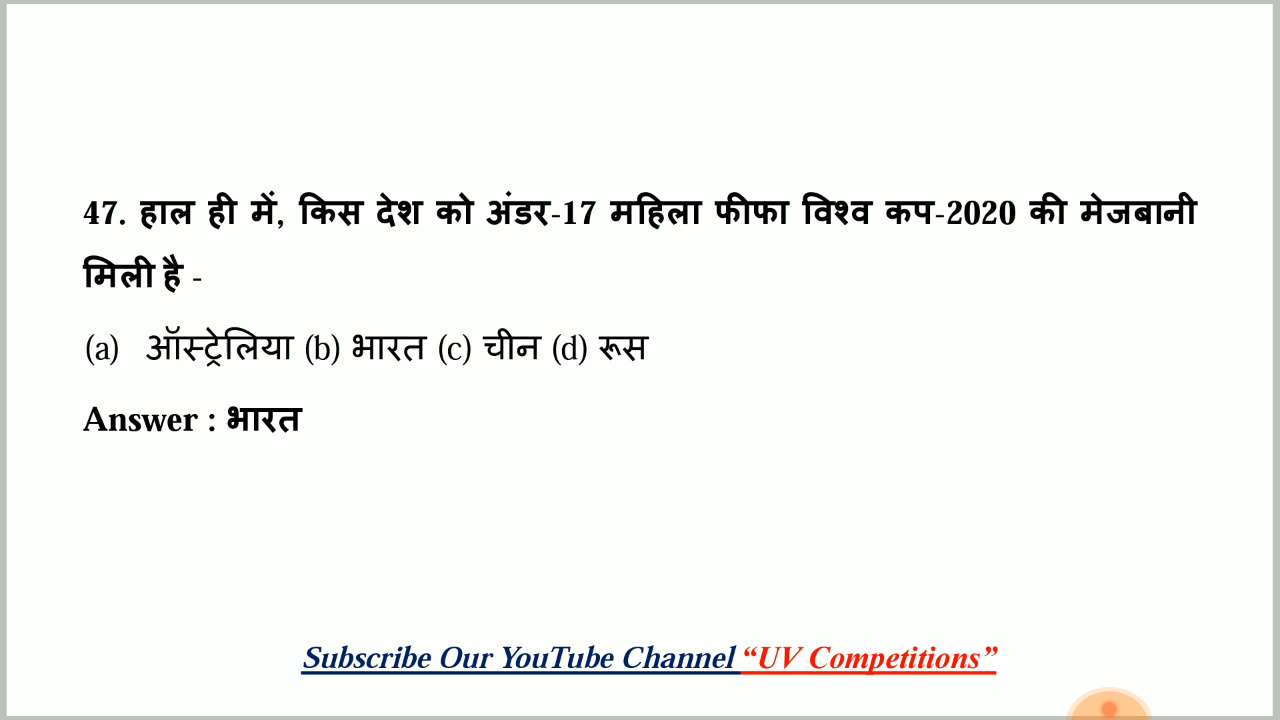 47. हाल ही में, किस देश को अंडर-17 महिला फीफा विश्व कप-2020 की मेजबानी
मिली है -
(a) ऑस्ट्रेलिया (b) भारत (c) चीन (d) रूस
Answer : भारत
Subscribe Our YouTube Channel “UV Competitions”